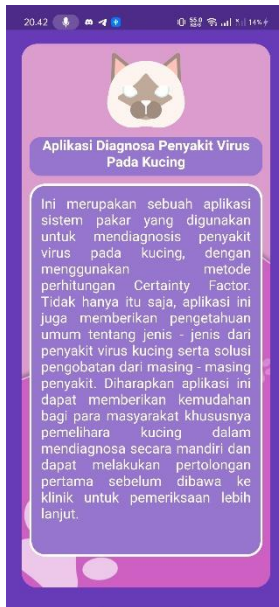 20.42
14%
Aplikasi Diagnosa Penyakit Virus
Pada Kucing
Ini merupakan sebuah aplikasi
sistem pakar yang digunakan
untuk mendiagnosis penyakit
virus pada kucing, dengan
menggunakan metode
perhitungan Certainty Factor.
Tidak hanya itu saja, aplikasi ini
juga memberikan pengetahuan
umum tentang jenis - jenis dari
penyakit virus kucing serta solusi
pengobatan dari masing - masing
penyakit. Diharapkan aplikasi ini
dapat memberikan kemudahan
bagi para masyarakat khususnya
pemelihara kucing dalam
mendiagnosa secara mandiri dan
dapat melakukan pertolongan
pertama sebelum dibawa ke
klinik untuk pemeriksaan lebih
lanjut.